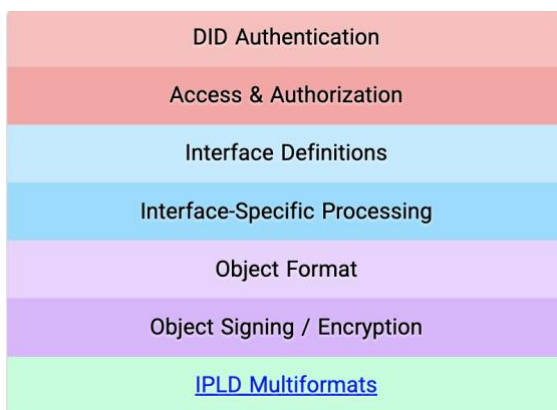 DID Authentication
Access & Authorization
Interface Definitions
Interface-Specific Processing
Object Format
Object Signing / Encryption
IPLD Multiformats